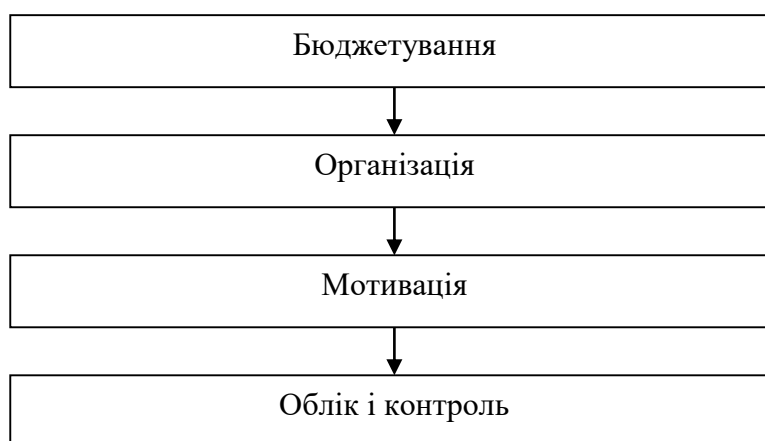 Бюджетування
Організація
Мотивація
Облік і контроль